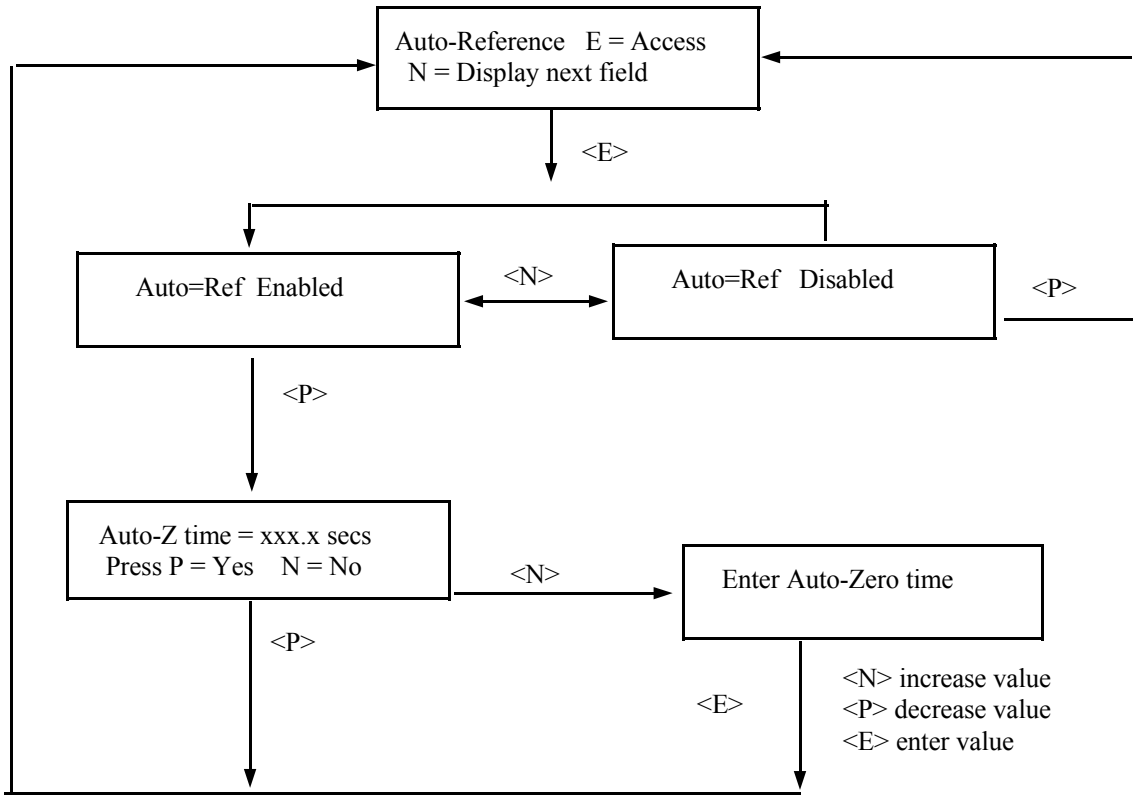 Auto-Reference   E = Access
N = Display next field
<E>
Auto=Ref  Enabled
<N>
Auto=Ref   Disabled
<P>
<P>
Auto-Z time = xxx.x secs
Press P = Yes    N = No
<N>
Enter Auto-Zero time
<P>
<E>
<N> increase value
<P> decrease value
<E> enter value